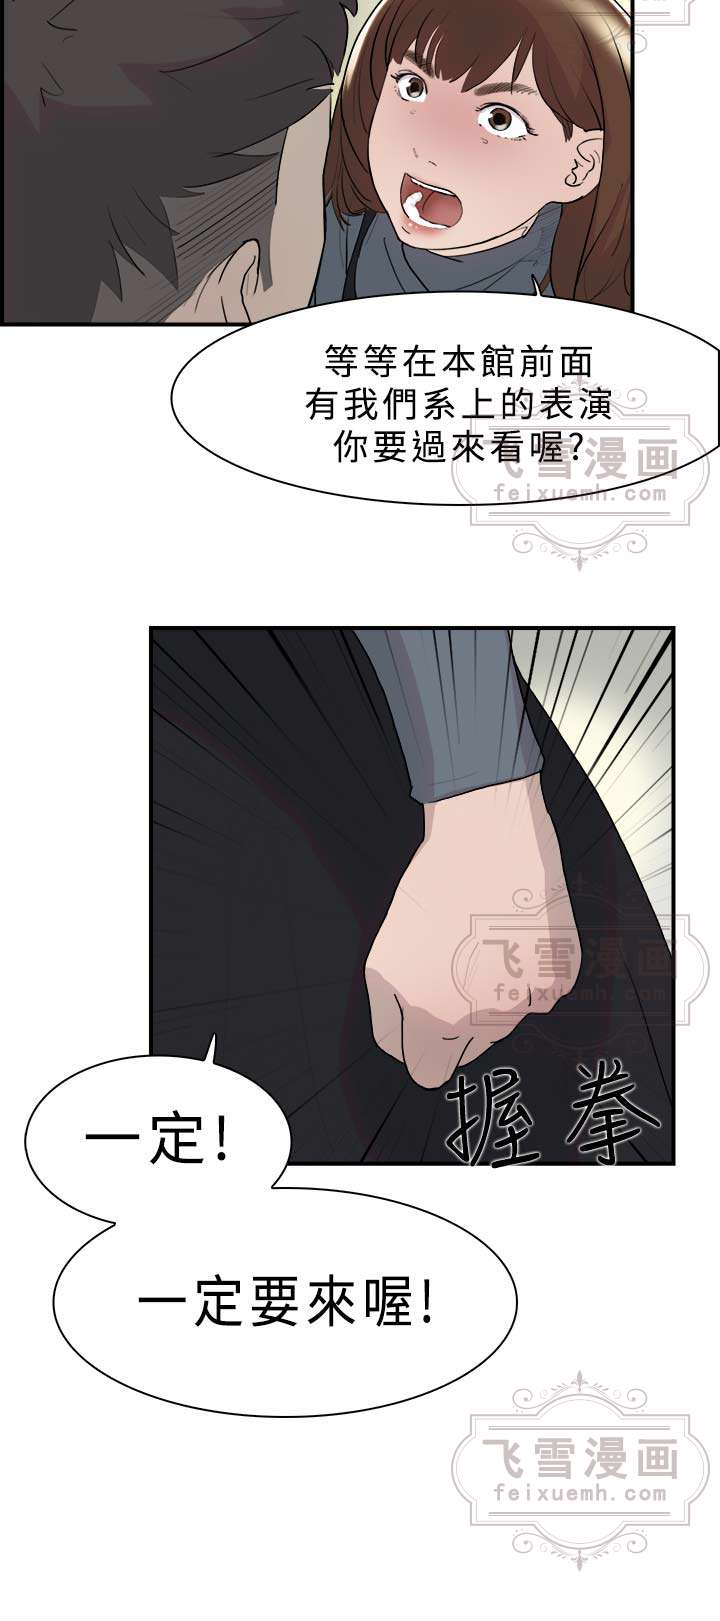 等等在本館前面
有我們系上的表演
你要過來看喔?
飞雪漫画
feixuemh.com
飞雪漫画
feixuemh.com
握拳
一定!
一定要來喔!
飞雪漫画
feixuemh.com